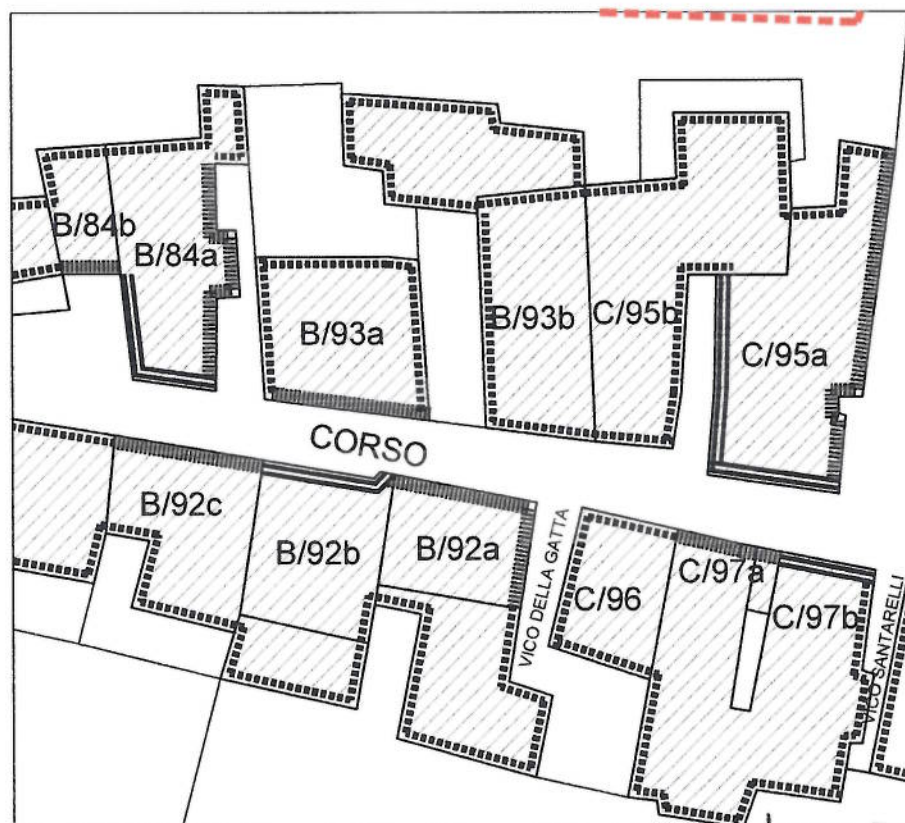 B/84b
B/84a
B/93a
B/93b
C/95b
C/95a
CORSO
B/92c
B/92b
B/92a
VICO DELLA GATTA
C/96
C/97a
C/97b
VICO SANTARELLI